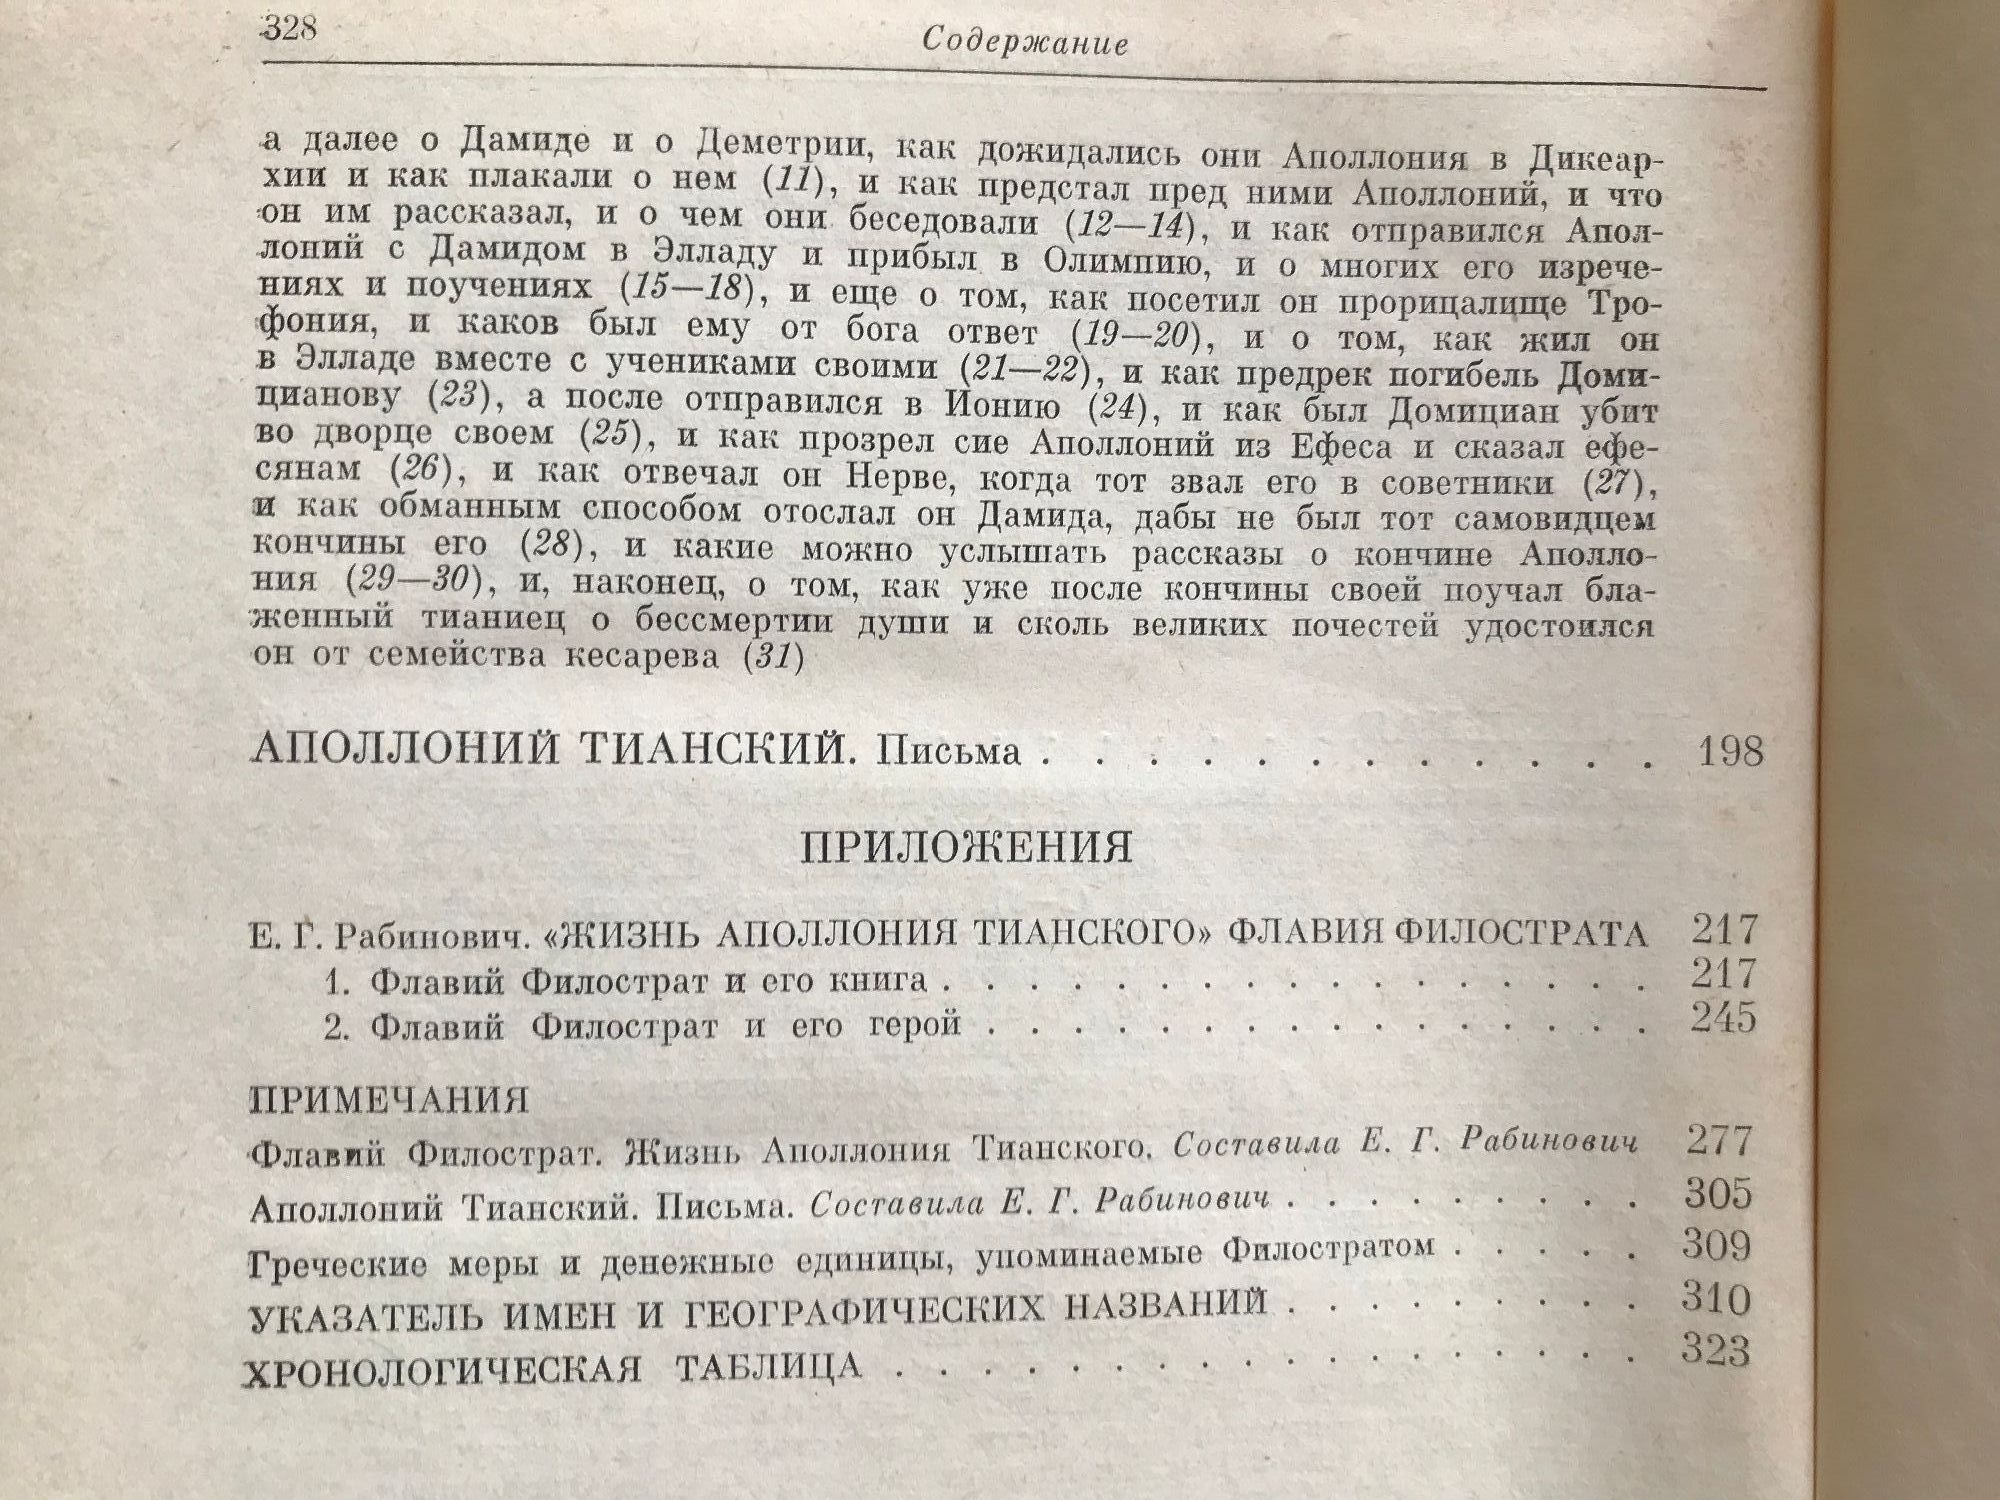 328
Содержание
а далее о Дамиде и о Деметрии, как дожидались они Аполлония в Дикеар-
хии и как плакали о нем (11), и как предстал пред ними Аполлоний, и что
он им рассказал, и о чем они беседовали (12—14), и как отправился Апол-
лоний с Дамидом в Элладу и прибыл в Олимпию, и о многих его изрече-
ниях и поучениях (15—18), и еще о том, как посетил он прорицалище Тро-
фония, и каков был ему от бога ответ (19—20), и о том, как жил он
в Элладе вместе с учениками своими (21—22), и как предрек погибель Доми-
цианову (23), а после отправился в Ионию (24), и как был Домициан убит
во дворце своем (25), и как прозрел сие Аполлоний из Ефеса и сказал ефе-
сянам (26), и как отвечал он Нерве, когда тот звал его в советники (27),
и как обманным способом отослал он Дамида, дабы не был тот самовидцем
кончины его (28), и какие можно услышать рассказы о кончине Аполло-
ния (29—30), и, наконец, о том, как уже после кончины своей поучал бла-
женный тианиец о бессмертии души и сколь великих почестей удостоился
он от семейства кесарева (31)
АПОЛЛОНИЙ ТИАНСКИЙ. Письма . . . . . . . . . . . . 198
ПРИЛОЖЕНИЯ
Е. Г. Рабинович. «ЖИЗНЬ АПОЛЛОНИЯ ТИАНСКОГО» ФЛАВИЯ ФИЛОСТРАТА 217
1. Флавий Филострат и его книга . . . . . . . . . . . . . . . . . 217
2. Флавий Филострат и его герой . . . . . . . . . . . . . . . . 245
ПРИМЕЧАНИЯ
Флавий Филострат. Жизнь Аполлония Тианского. Составила Е. Г. Рабинович 277
Аполлоний Тианский. Письма. Составила Е. Г. Рабинович . . . . . . . . . 305
Греческие меры и денежные единицы, упоминаемые Филостратом . . . . . 309
УКАЗАТЕЛЬ ИМЕН И ГЕОГРАФИЧЕСКИХ НАЗВАНИЙ . . . . . . . . . 310
ХРОНОЛОГИЧЕСКАЯ ТАБЛИЦА . . . . . . . . . . . . . . . . . . 323